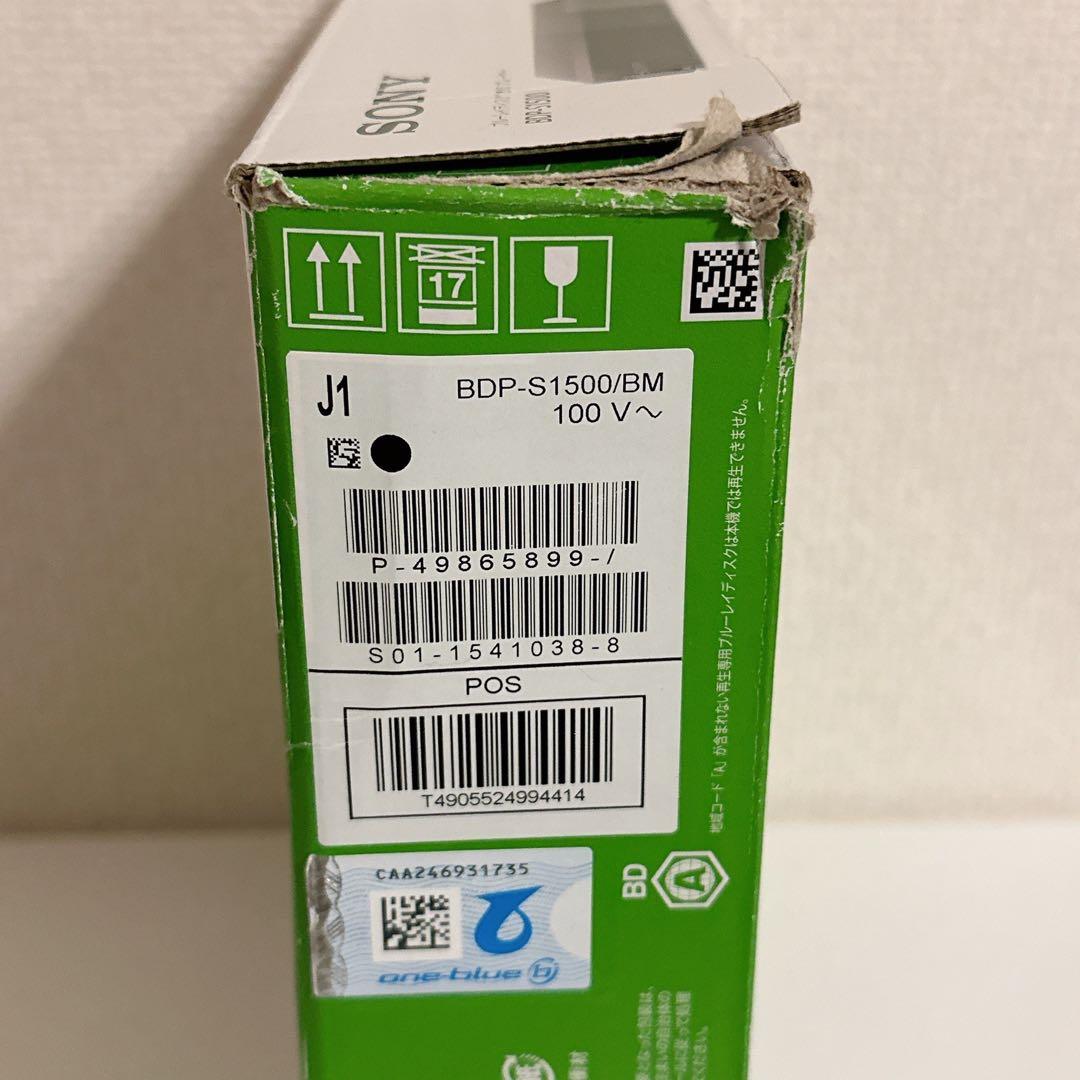 SONY
BDP-S1500
17
J1
BDP-S1500/BM
100 V～
P-49865899-/
S01-1541038-8
POS
T4905524994414
地域コード「A」が含まれない再生専用ブルーレイディスクは本機では再生できません。
BD
A
CAA246931735
one-blue